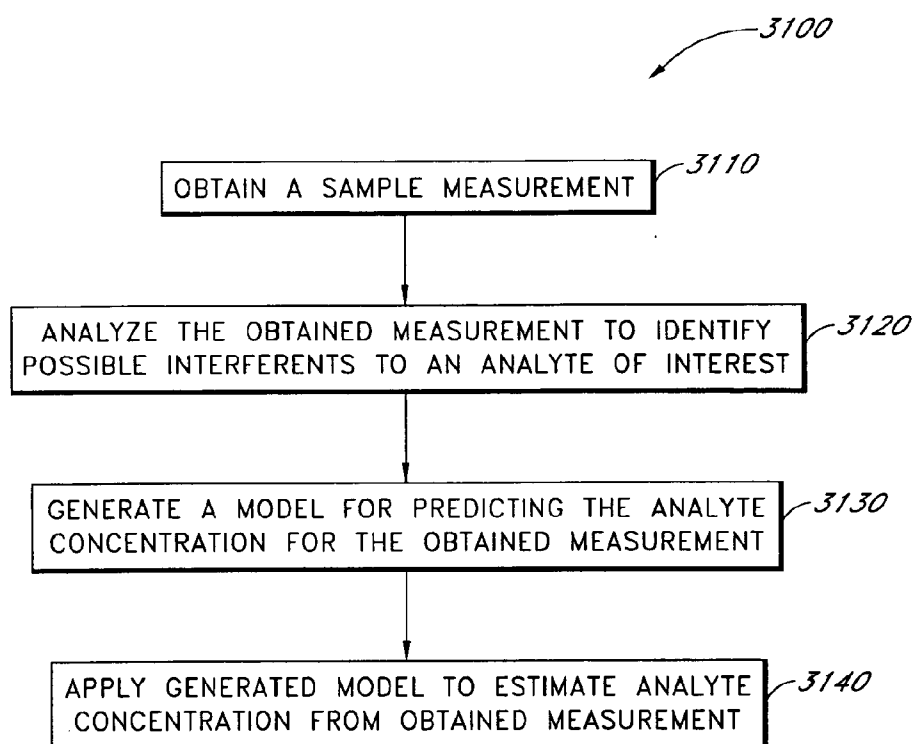 3100
OBTAIN A SAMPLE MEASUREMENT
3110
ANALYZE THE OBTAINED MEASUREMENT TO IDENTIFY
POSSIBLE INTERFERENTS TO AN ANALYTE OF INTEREST
3120
GENERATE A MODEL FOR PREDICTING THE ANALYTE
CONCENTRATION FOR THE OBTAINED MEASUREMENT
3130
APPLY GENERATED MODEL TO ESTIMATE ANALYTE
CONCENTRATION FROM OBTAINED MEASUREMENT
3140